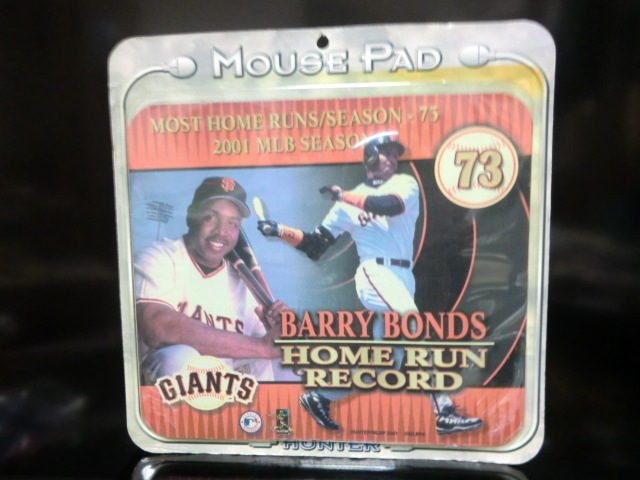 MOUSE PAD
MOST HOME RUNS/SEASON - 73
2001 MLB SEASON
73
SF
GIANTS
BARRY BONDS
HOME RUN
RECORD
GIANTS
HUNTER